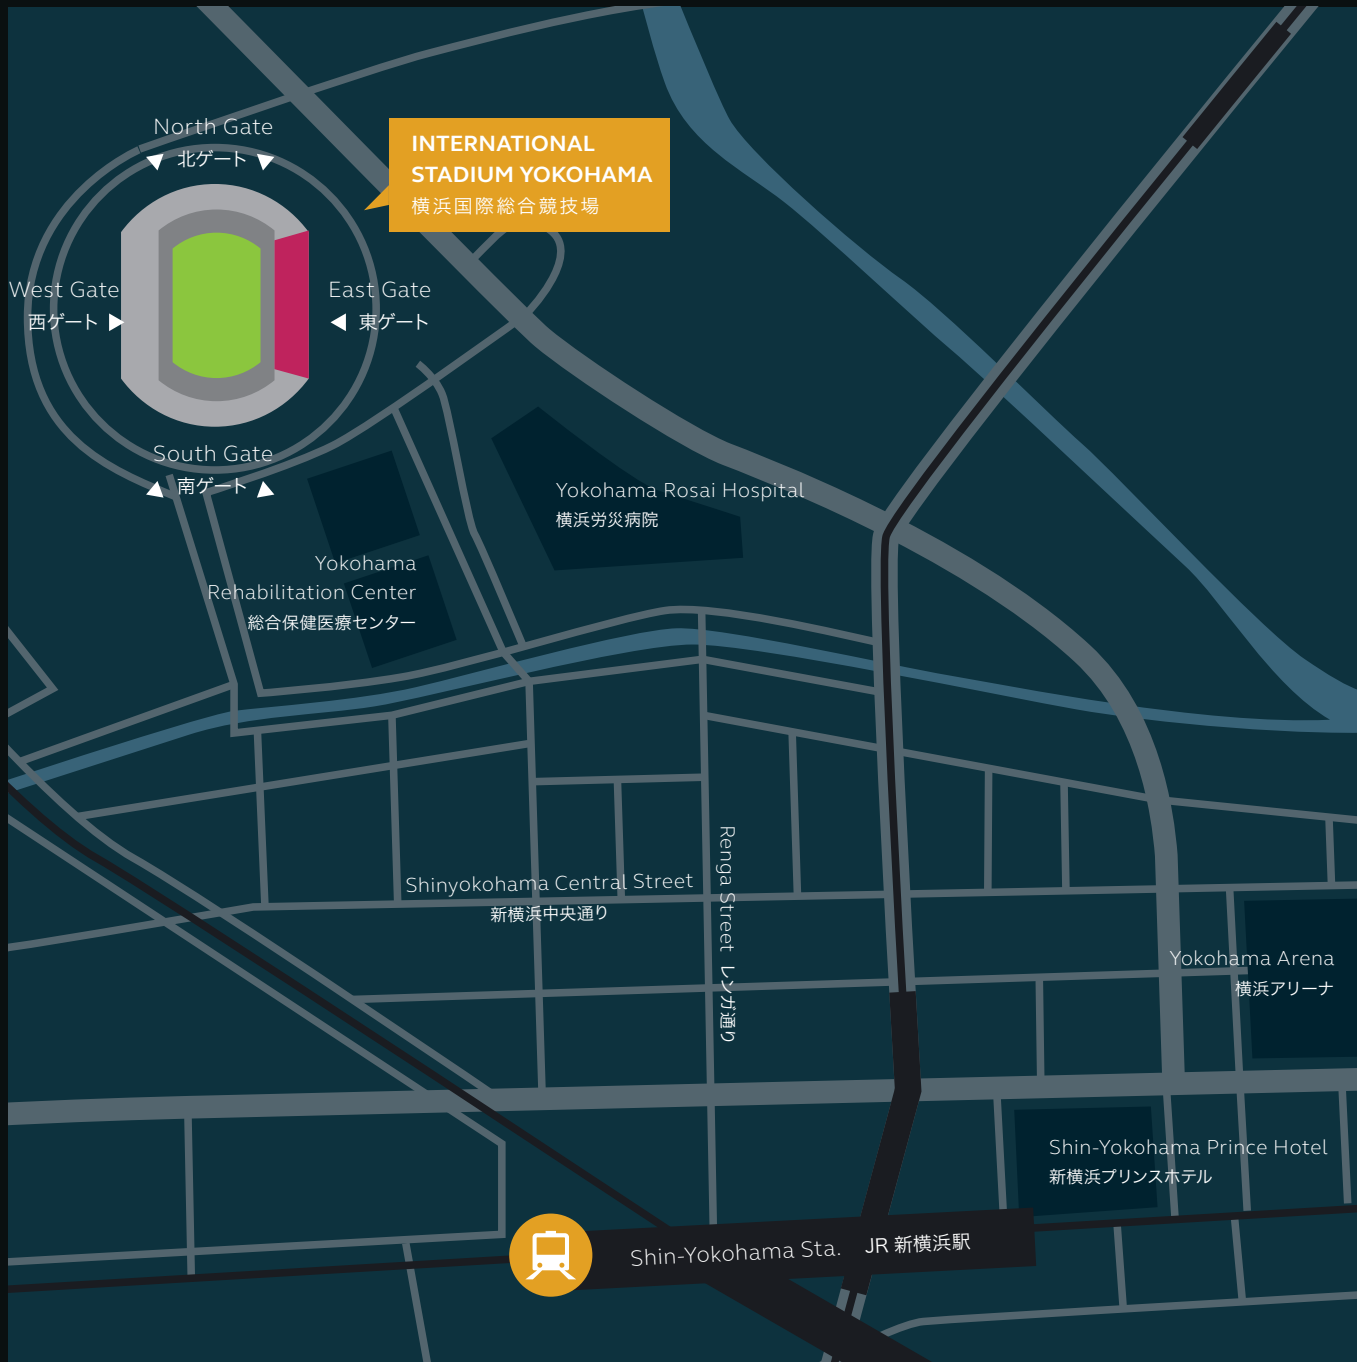 North Gate
北ゲート
INTERNATIONAL
STADIUM YOKOHAMA
横浜国際総合競技場
West Gate
西ゲート
East Gate
東ゲート
South Gate
南ゲート
Yokohama Rosai Hospital
横浜労災病院
Yokohama
Rehabilitation Center
総合保健医療センター
Shinyokohama Central Street
新横浜中央通り
Renga Street レンガ通り
Yokohama Arena
横浜アリーナ
Shin-Yokohama Prince Hotel
新横浜プリンスホテル
Shin-Yokohama Sta. JR 新横浜駅